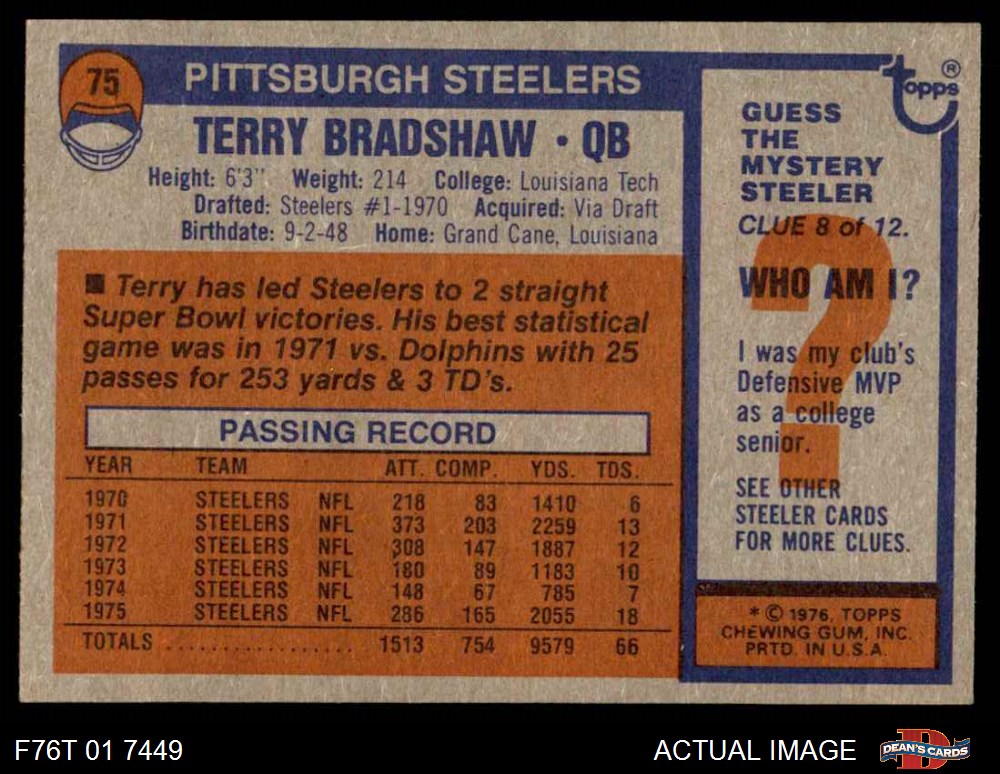 75
PITTSBURGH STEELERS
TERRY BRADSHAW • QB
Height: 6'3" Weight: 214 College: Louisiana Tech
Drafted: Steelers #1-1970 Acquired: Via Draft
Birthdate: 9-2-48 Home: Grand Cane, Louisiana
■ Terry has led Steelers to 2 straight
Super Bowl victories. His best statistical
game was in 1971 vs. Dolphins with 25
passes for 253 yards & 3 TD's.
PASSING RECORD
YEAR TEAM ATT. COMP. YDS. TDS.
1970 STEELERS NFL 218 83 1410 6
1971 STEELERS NFL 373 203 2259 13
1972 STEELERS NFL 308 147 1887 12
1973 STEELERS NFL 180 89 1183 10
1974 STEELERS NFL 148 67 785 7
1975 STEELERS NFL 286 165 2055 18
TOTALS .................. 1513 754 9579 66
topps ®
GUESS
THE
MYSTERY
STEELER
CLUE 8 of 12.
?
WHO AM I?
I was my club's
Defensive MVP
as a college
senior.
SEE OTHER
STEELER CARDS
FOR MORE CLUES.
* © 1976, TOPPS
CHEWING GUM, INC.
PRTD. IN U.S.A.
F76T 01 7449
ACTUAL IMAGE
D
DEAN'S CARDS